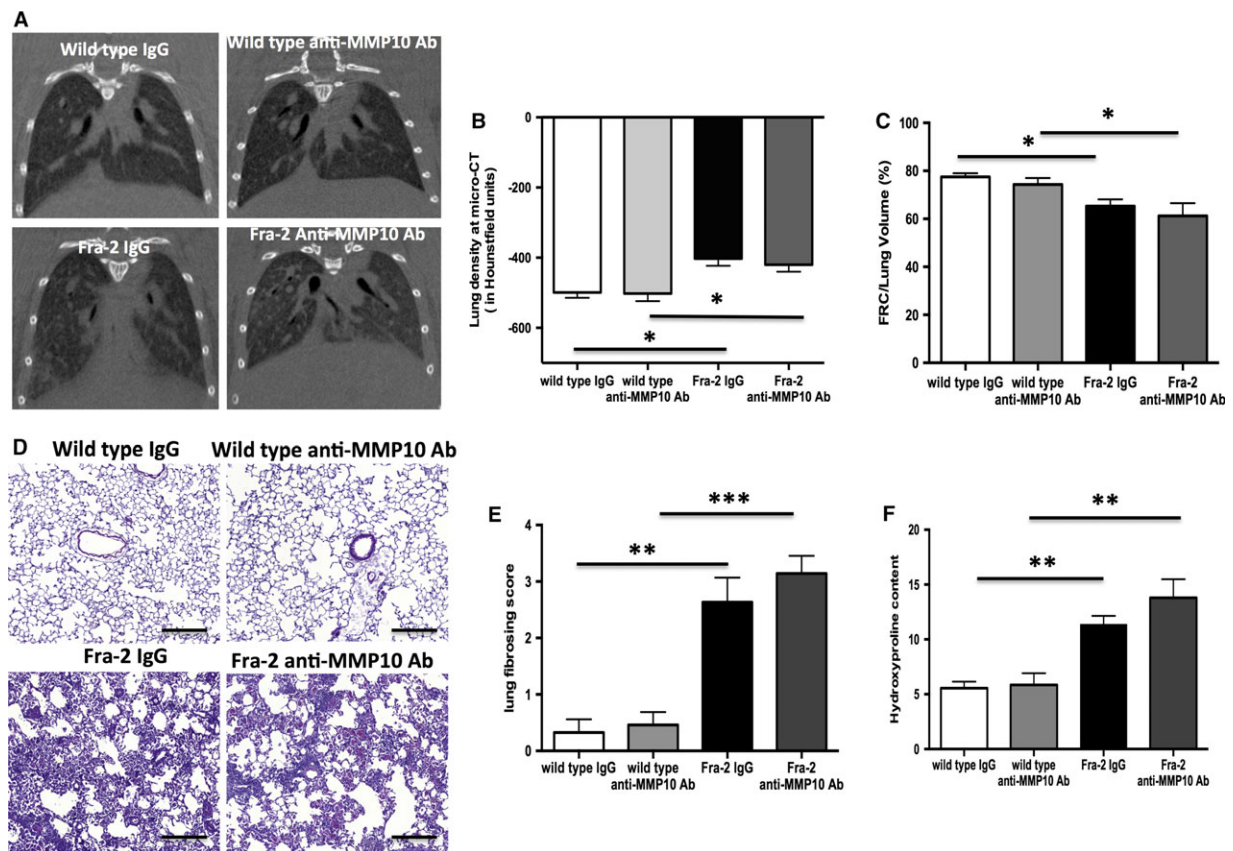 A
Wild type IgG
Wild type anti-MMP10 Ab
Fra-2 IgG
Fra-2 Anti-MMP10 Ab
B
Lung density at micro-CT
( in Hounstfield units)
0
-200
-400
-600
*
*
wild type IgG
wild type
anti-MMP10 Ab
Fra-2 IgG
Fra-2
anti-MMP10 Ab
C
FRC/Lung Volume (%)
100
80
60
40
20
0
*
*
wild type IgG
wild type
anti-MMP10 Ab
Fra-2 IgG
Fra-2
anti-MMP10 Ab
D
Wild type IgG
Wild type anti-MMP10 Ab
Fra-2 IgG
Fra-2 anti-MMP10 Ab
E
lung fibrosing score
4
3
2
1
0
**
***
wild type IgG
wild type
anti-MMP10 Ab
Fra-2 IgG
Fra-2
anti-MMP10 Ab
F
Hydroxyproline content
20
15
10
5
0
**
**
wild type IgG
wild type
anti-MMP10 Ab
Fra-2 IgG
Fra-2
anti-MMP10 Ab